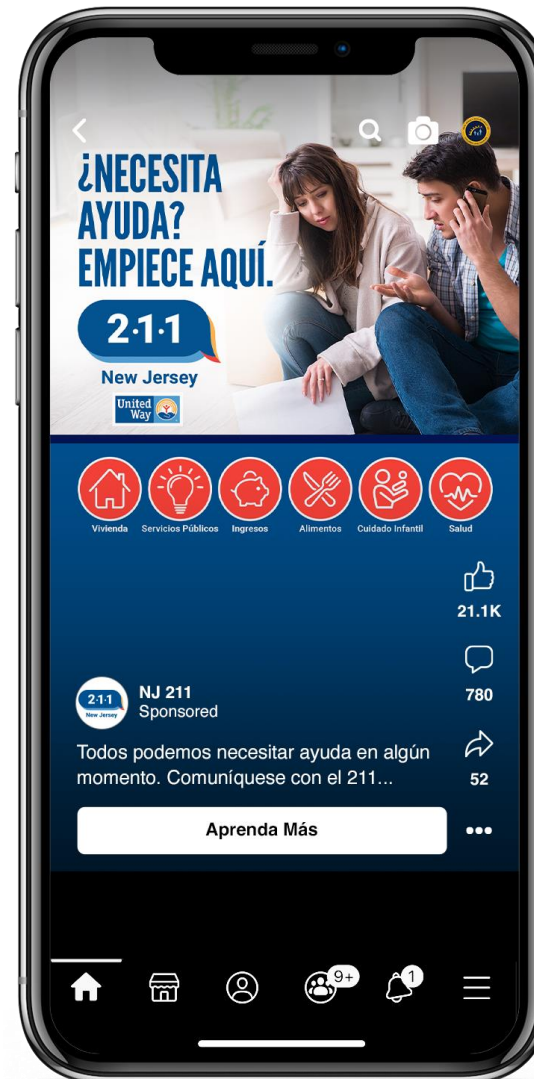 ¿NECESITA
AYUDA?
EMPIECE AQUÍ.
2·1·1
New Jersey
United
Way
Vivienda
Servicios Públicos
Ingresos
Alimentos
Cuidado Infantil
Salud
21.1K
780
52
2·1·1
New Jersey
NJ 211
Sponsored
Todos podemos necesitar ayuda en algún
momento. Comuníquese con el 211...
Aprenda Más
9+
1